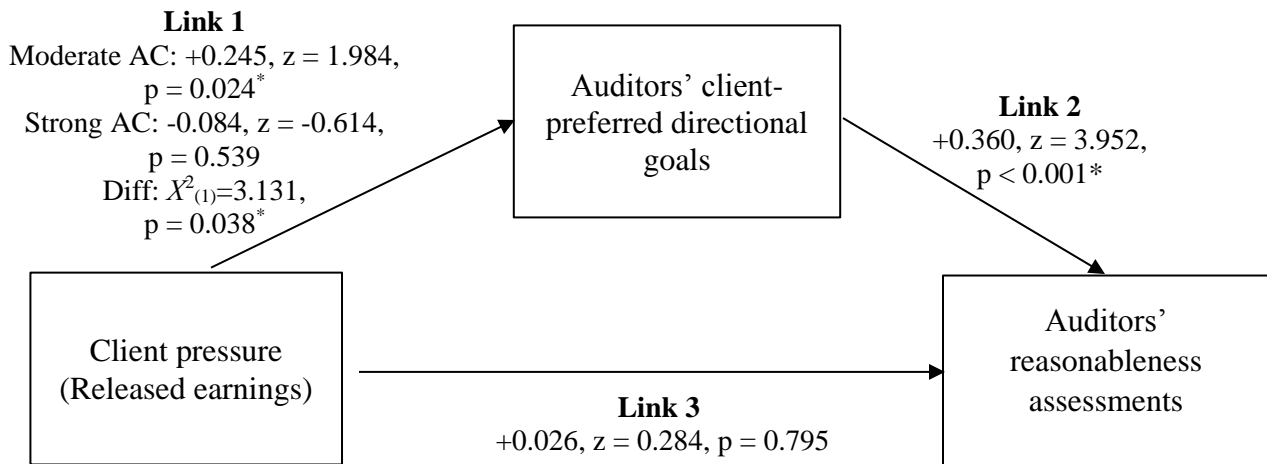 Link 1
Moderate AC: +0.245, z = 1.984,
p = 0.024*
Strong AC: -0.084, z = -0.614,
p = 0.539
Diff: X²₍₁₎=3.131,
p = 0.038*
Auditors’ client-
preferred directional
goals
Link 2
+0.360, z = 3.952,
p < 0.001*
Client pressure
(Released earnings)
Link 3
+0.026, z = 0.284, p = 0.795
Auditors’
reasonableness
assessments